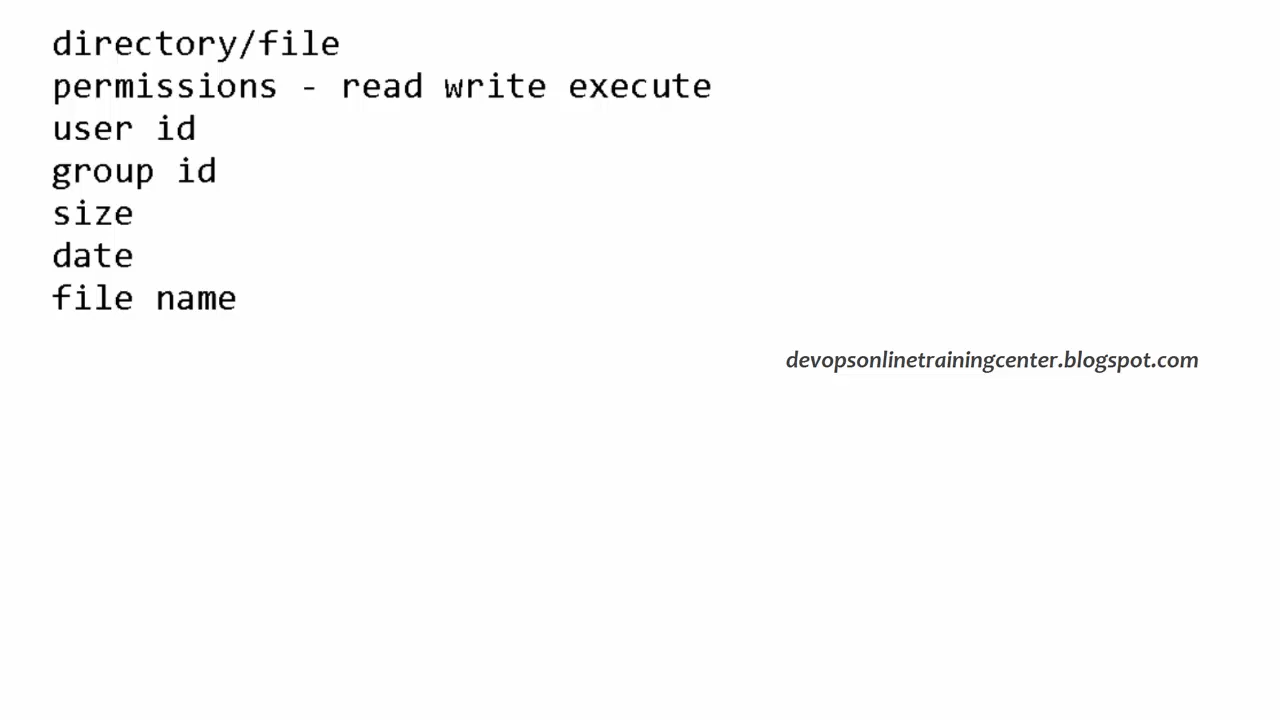 directory/file
permissions - read write execute
user id
group id
size
date
file name
devopsonlinetrainingcenter.blogspot.com